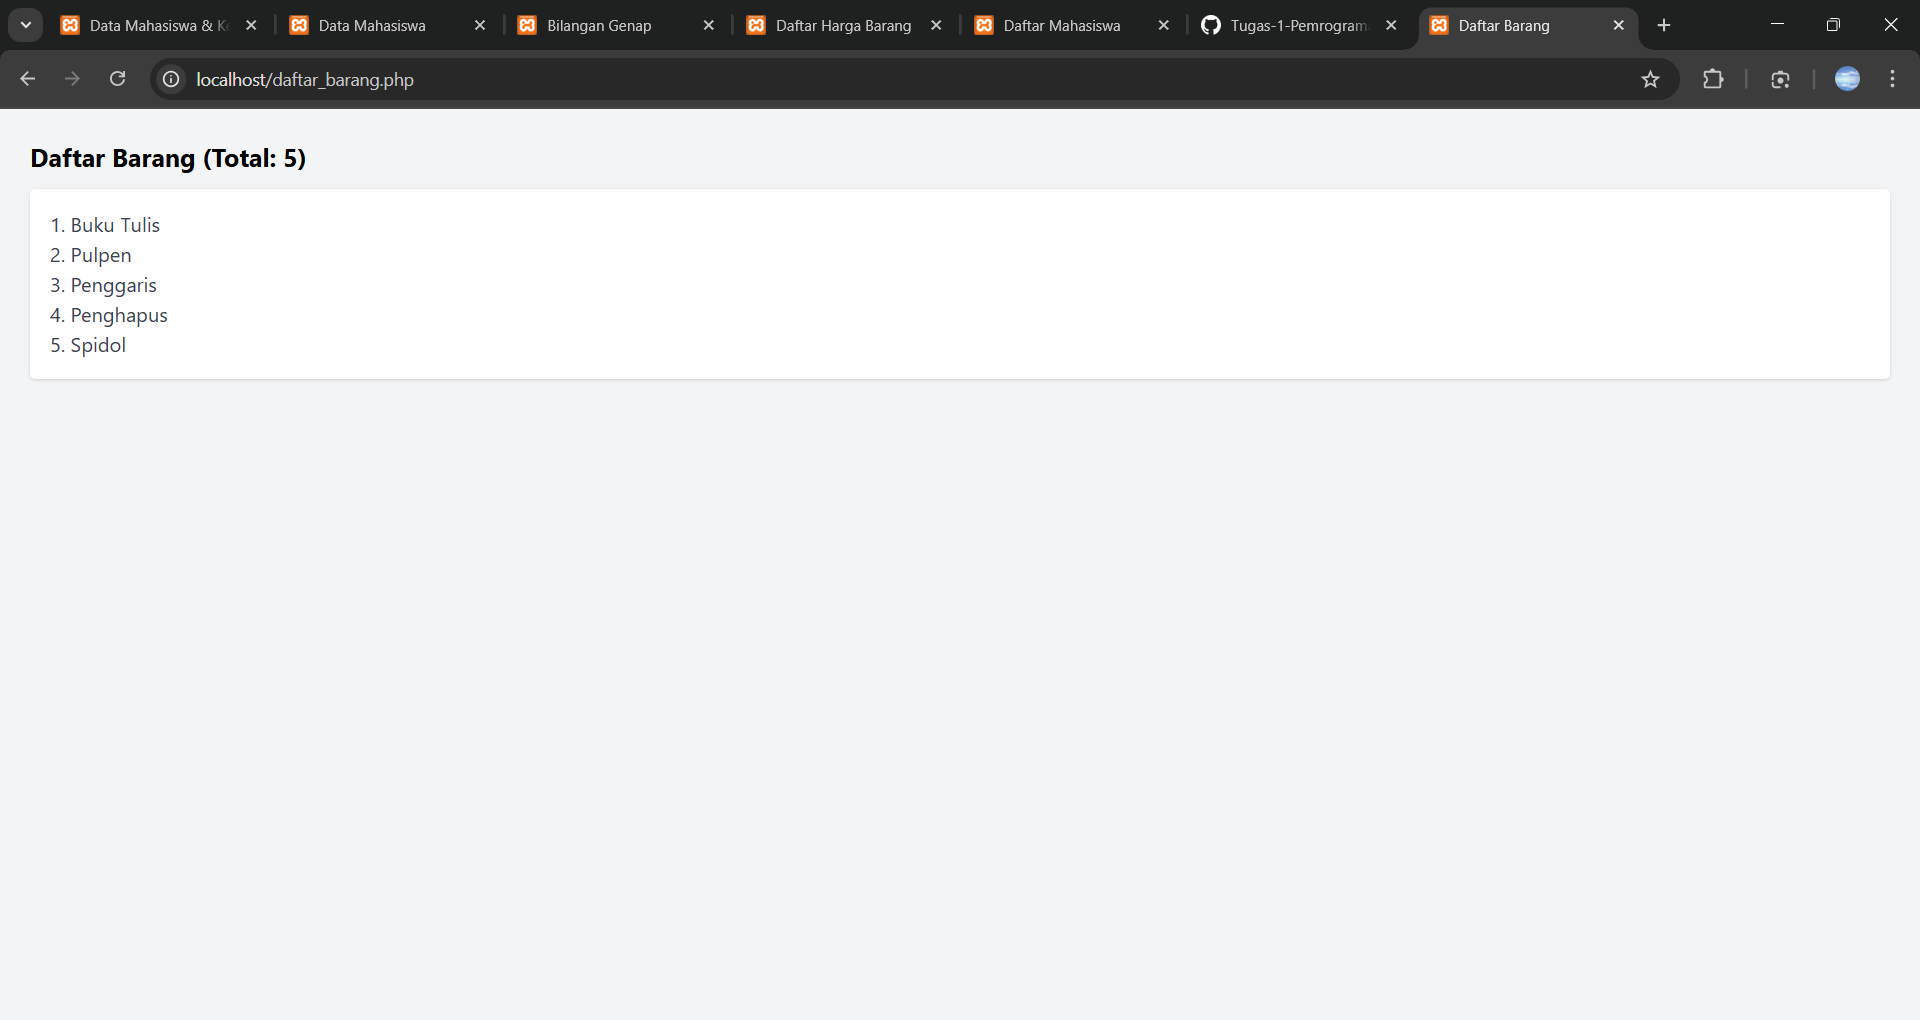 Data Mahasiswa &
Data Mahasiswa
Bilangan Genap
Daftar Harga Barang
Daftar Mahasiswa
Tugas-1-Pemrogram
Daftar Barang
localhost/daftar_barang.php
Daftar Barang (Total: 5)
1. Buku Tulis
2. Pulpen
3. Penggaris
4. Penghapus
5. Spidol